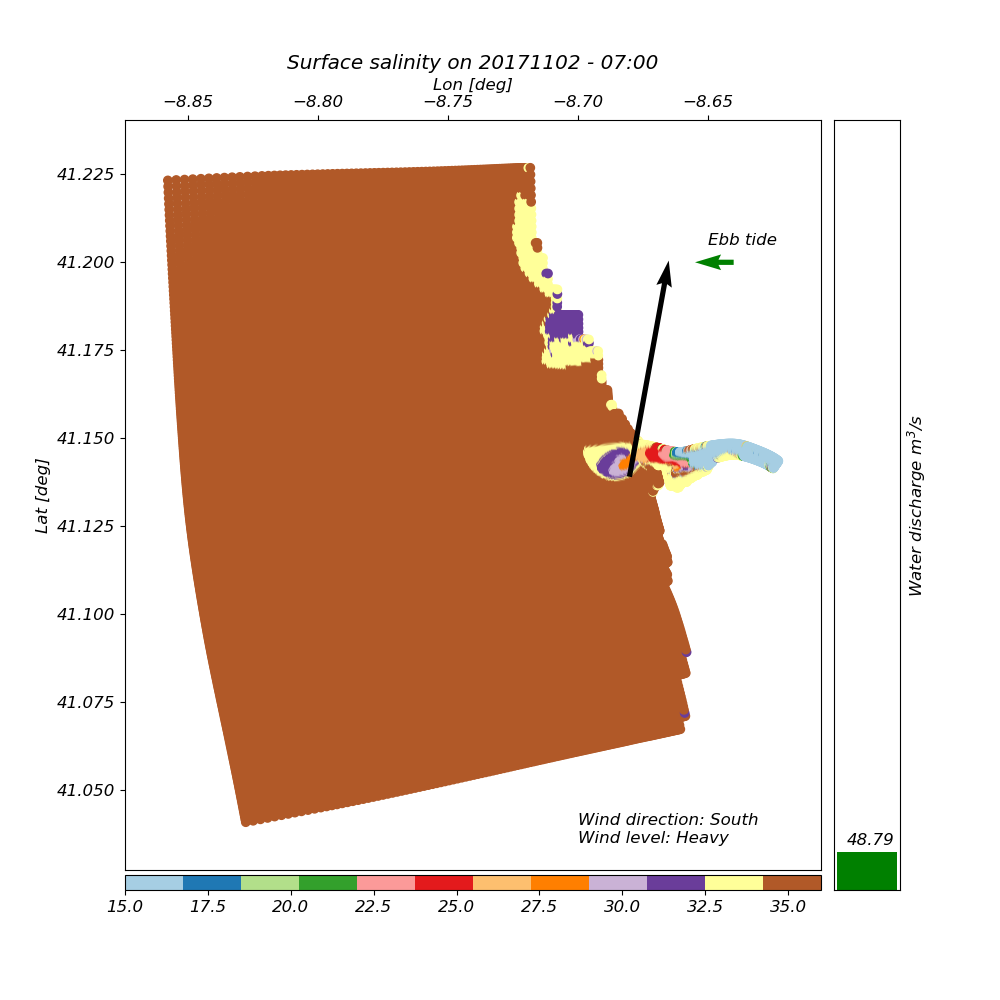 Surface salinity on 20171102 - 07:00
Lon [deg]
−8.85 −8.80 −8.75 −8.70 −8.65
41.225
41.200
41.175
41.150
41.125
41.100
41.075
41.050
Lat [deg]
Ebb tide
Wind direction: South
Wind level: Heavy
15.0 17.5 20.0 22.5 25.0 27.5 30.0 32.5 35.0
48.79
Water discharge m³/s